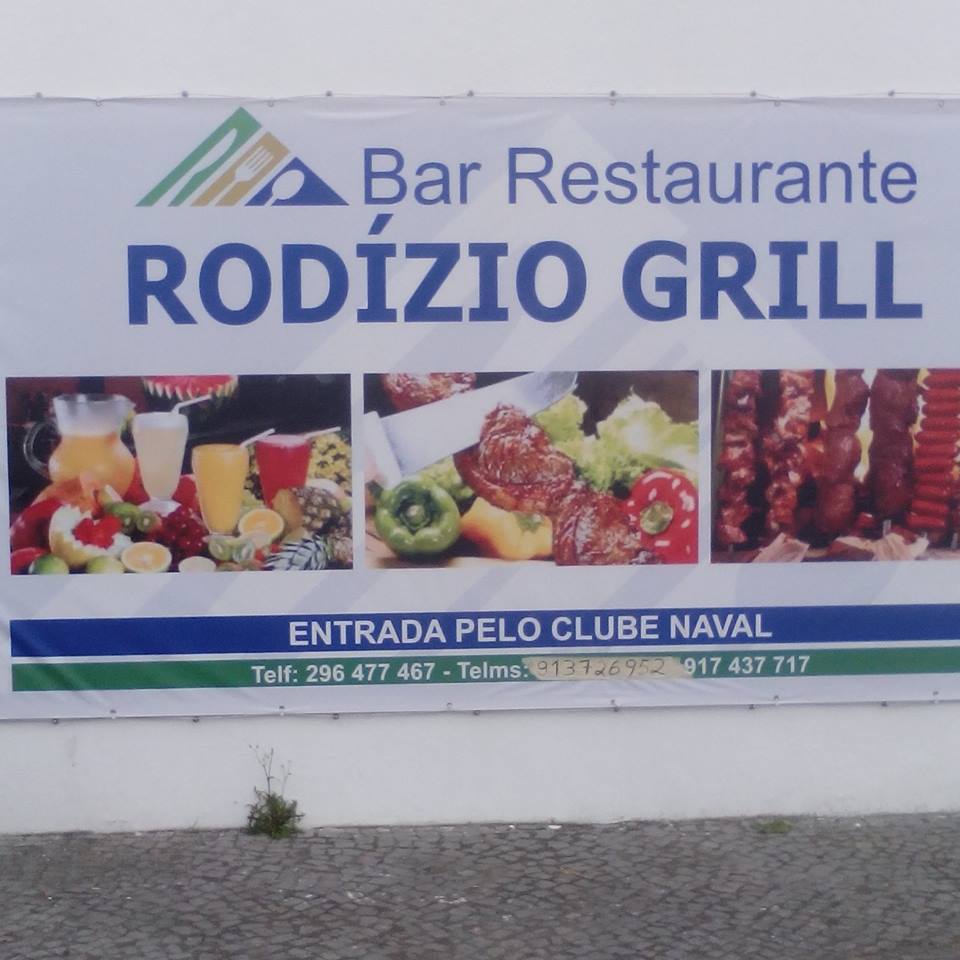 Bar Restaurante
RODÍZIO GRILL
ENTRADA PELO CLUBE NAVAL
Telf: 296 477 467 - Telms: 913726952 917 437 717